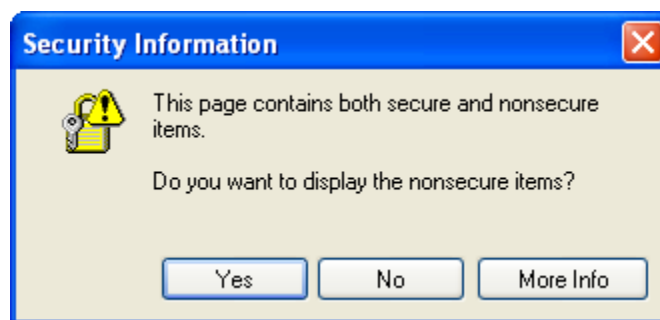 Security Information
This page contains both secure and nonsecure
items.
Do you want to display the nonsecure items?
Yes No More Info